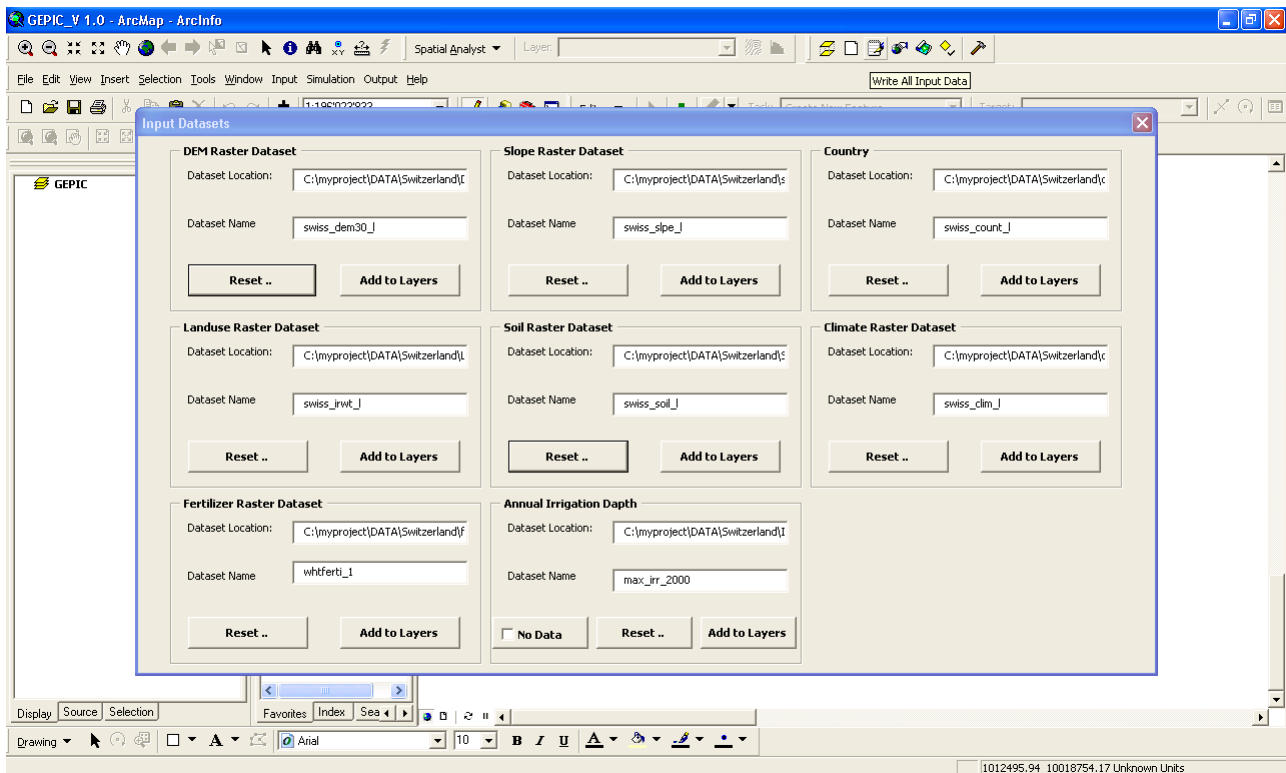 GEPIC_V 1.0 - ArcMap - ArcInfo
Spatial Analyst Layer:
File Edit View Insert Selection Tools Window Input Simulation Output Help
Write All Input Data
Input Datasets
DEM Raster Dataset
Dataset Location: C:\myproject\DATA\Switzerland\
Dataset Name swiss_dem30_l
Reset .. Add to Layers
Slope Raster Dataset
Dataset Location: C:\myproject\DATA\Switzerland\s
Dataset Name swiss_slpe_l
Reset .. Add to Layers
Country
Dataset Location: C:\myproject\DATA\Switzerland\
Dataset Name swiss_count_l
Reset .. Add to Layers
Landuse Raster Dataset
Dataset Location: C:\myproject\DATA\Switzerland\
Dataset Name swiss_irwt_l
Reset .. Add to Layers
Soil Raster Dataset
Dataset Location: C:\myproject\DATA\Switzerland\
Dataset Name swiss_soil_l
Reset .. Add to Layers
Climate Raster Dataset
Dataset Location: C:\myproject\DATA\Switzerland\
Dataset Name swiss_clim_l
Reset .. Add to Layers
Fertilizer Raster Dataset
Dataset Location: C:\myproject\DATA\Switzerland\f
Dataset Name whtferti_1
Reset .. Add to Layers
Annual Irrigation Dapth
Dataset Location: C:\myproject\DATA\Switzerland\I
Dataset Name max_irr_2000
No Data Reset .. Add to Layers
GEPIC
Display Source Selection
Favorites Index Sea
Drawing A Arial 10 B I U A
1012495.94 10018754.17 Unknown Units